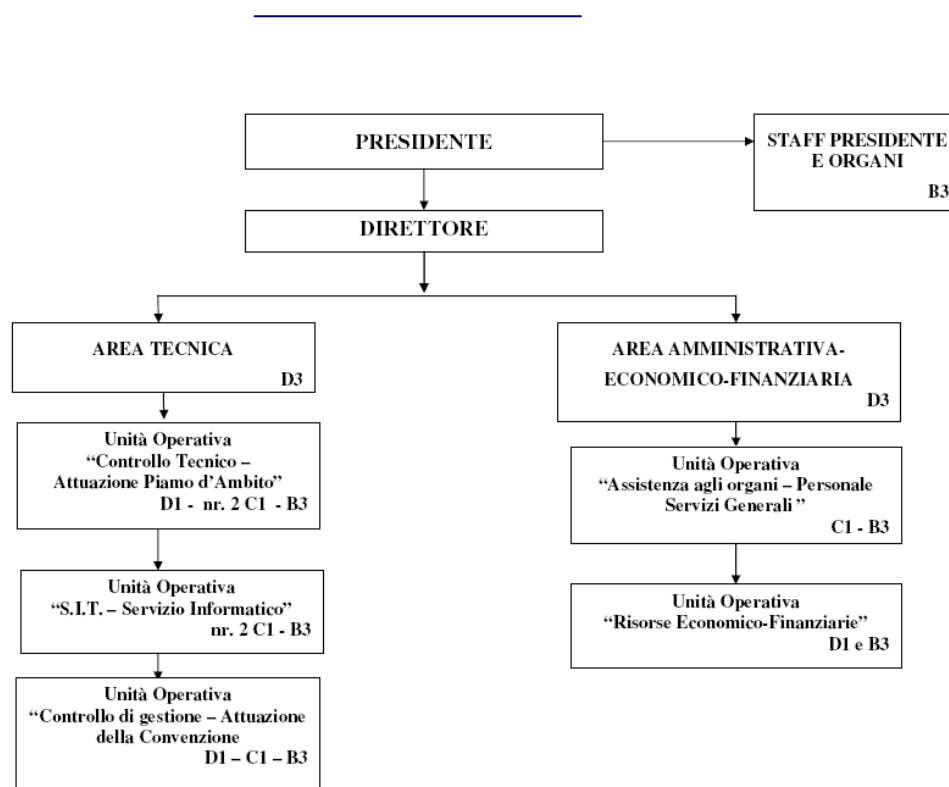 PRESIDENTE
STAFF PRESIDENTE
E ORGANI
B3
DIRETTORE
AREA TECNICA
D3
AREA AMMINISTRATIVA-
ECONOMICO-FINANZIARIA
D3
Unità Operativa
“Controllo Tecnico –
Attuazione Piamo d’Ambito”
D1 - nr. 2 C1 - B3
Unità Operativa
“Assistenza agli organi – Personale
Servizi Generali”
C1 - B3
Unità Operativa
“S.I.T. – Servizio Informatico”
nr. 2 C1 - B3
Unità Operativa
“Risorse Economico-Finanziarie”
D1 e B3
Unità Operativa
“Controllo di gestione – Attuazione
della Convenzione
D1 – C1 – B3